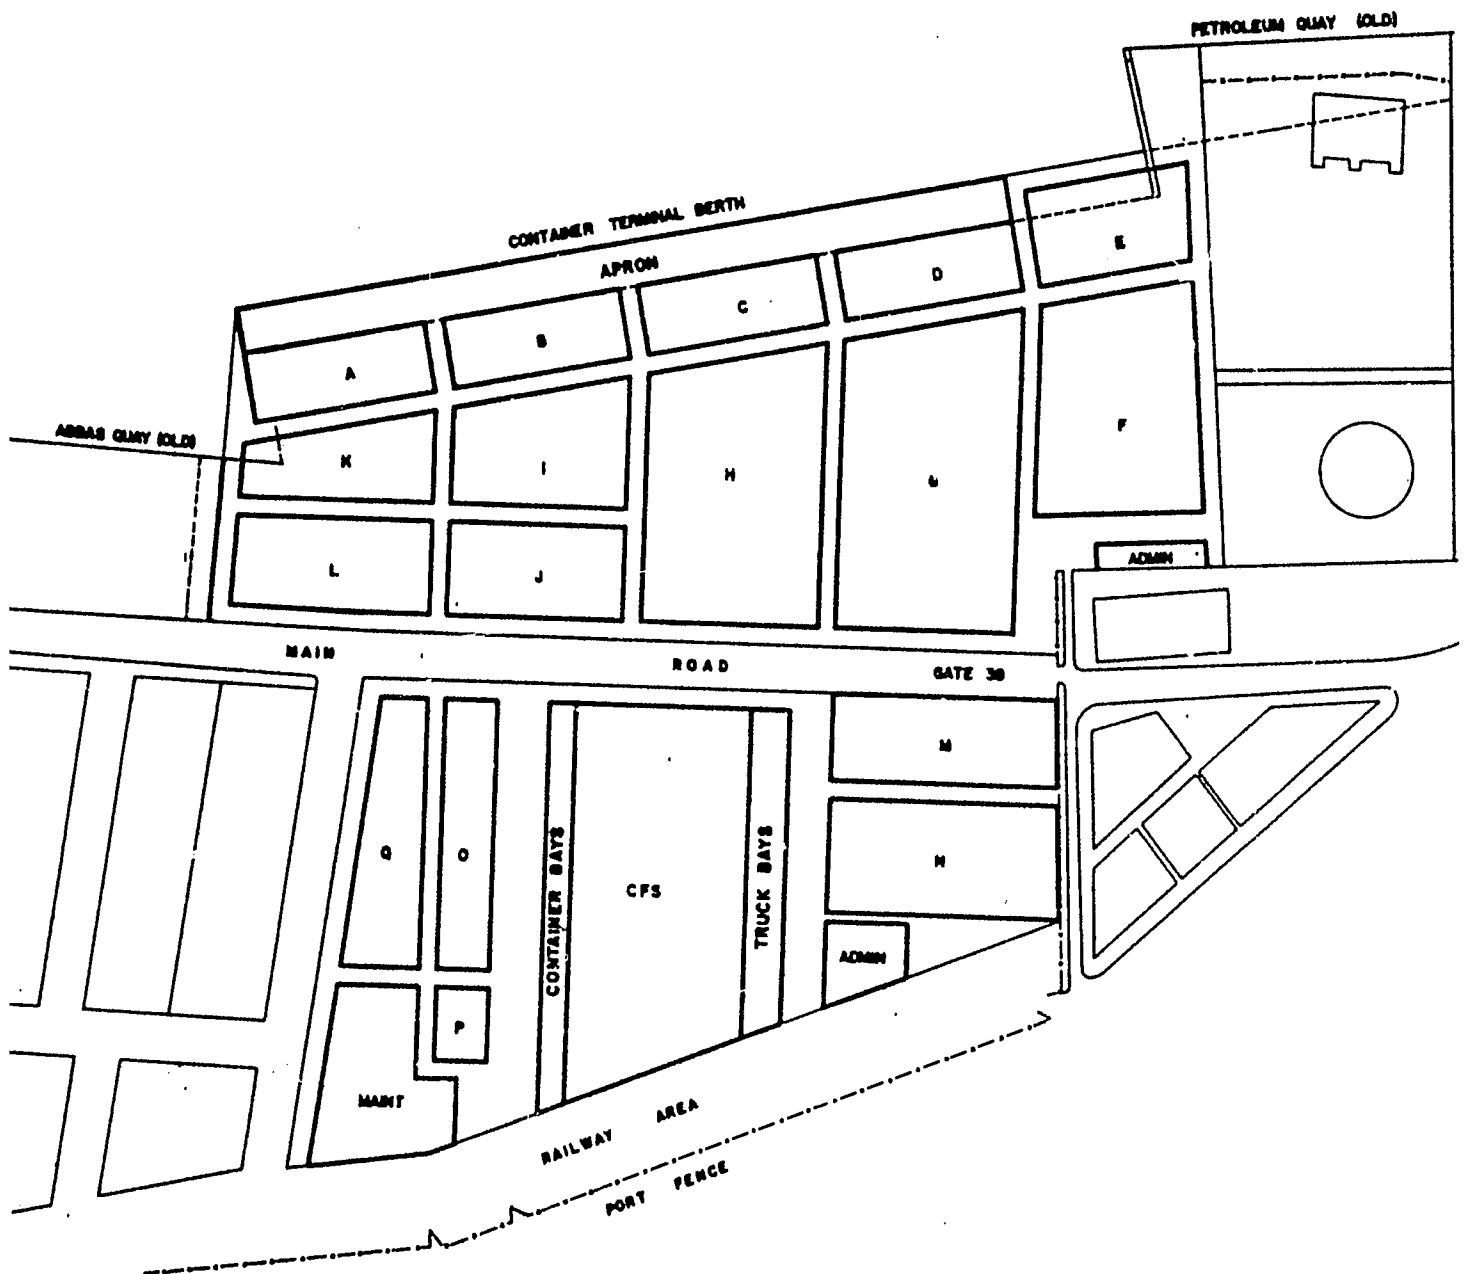 PETROLEUM QUAY (OLD)
CONTAINER TERMINAL BERTH
APRON
E
D
C
B
A
ABBAS QUAY (OLD)
K
I
H
G
F
L
J
ADMIN
MAIN ROAD
GATE 38
M
Q
O
CONTAINER BAYS
CFS
TRUCK BAYS
N
ADMIN
P
MAINT
RAILWAY AREA
PORT FENCE